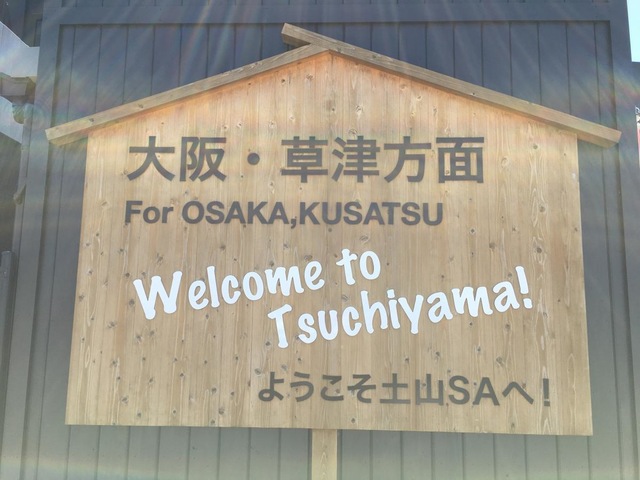 大阪・草津方面
For OSAKA,KUSATSU
Welcome to
Tsuchiyama!
ようこそ土山SAへ!